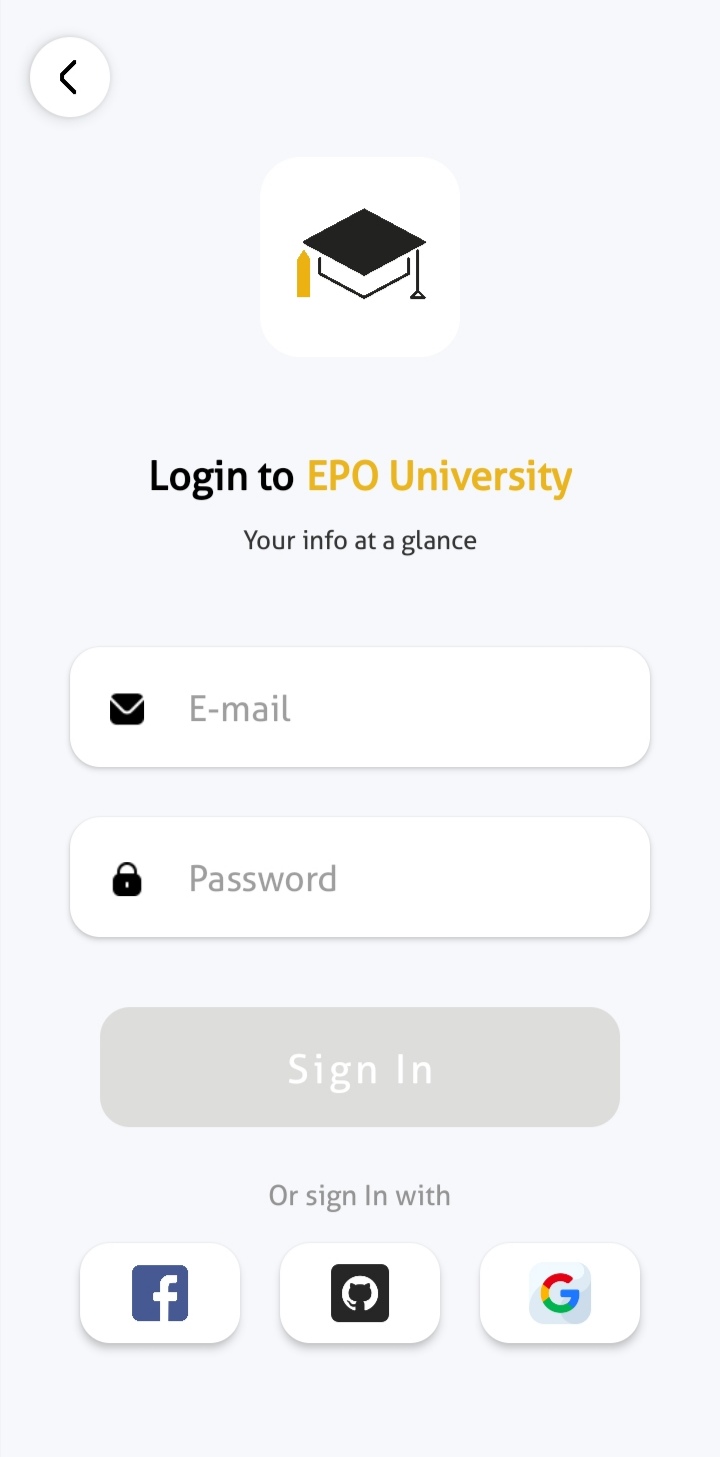 Login to EPO University
Your info at a glance
E-mail
Password
Sign In
Or sign In with